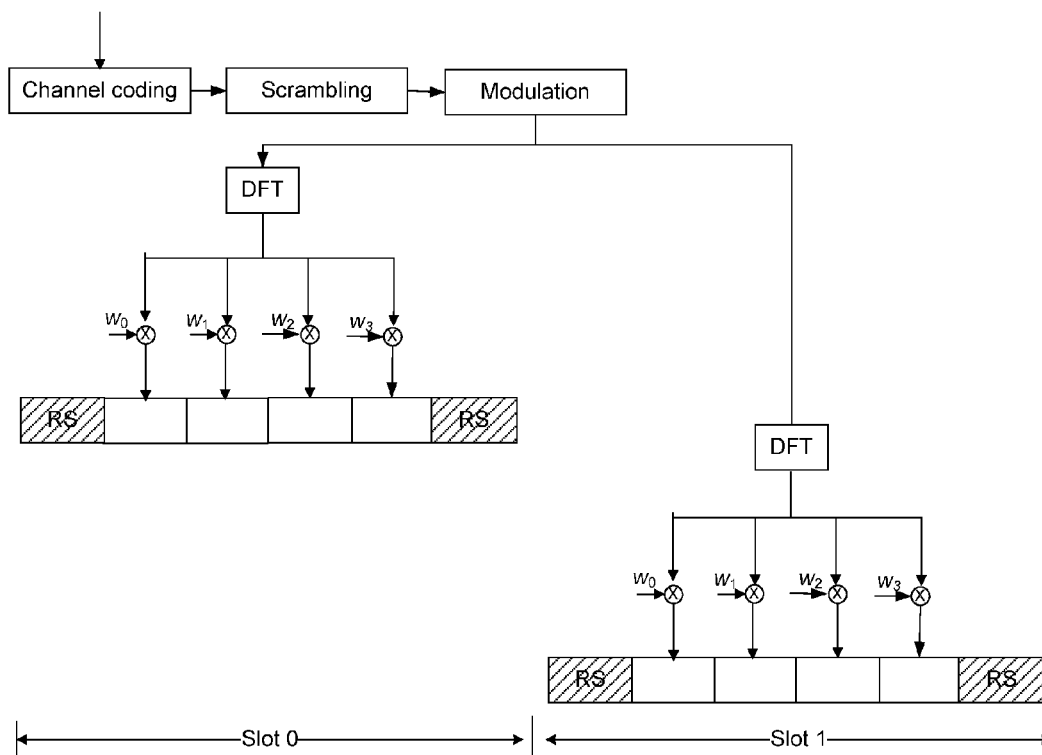 Channel coding
Scrambling
Modulation
DFT
w0 X w1 X w2 X w3 X
RS RS
DFT
w0 X w1 X w2 X w3 X
RS RS
Slot 0 Slot 1